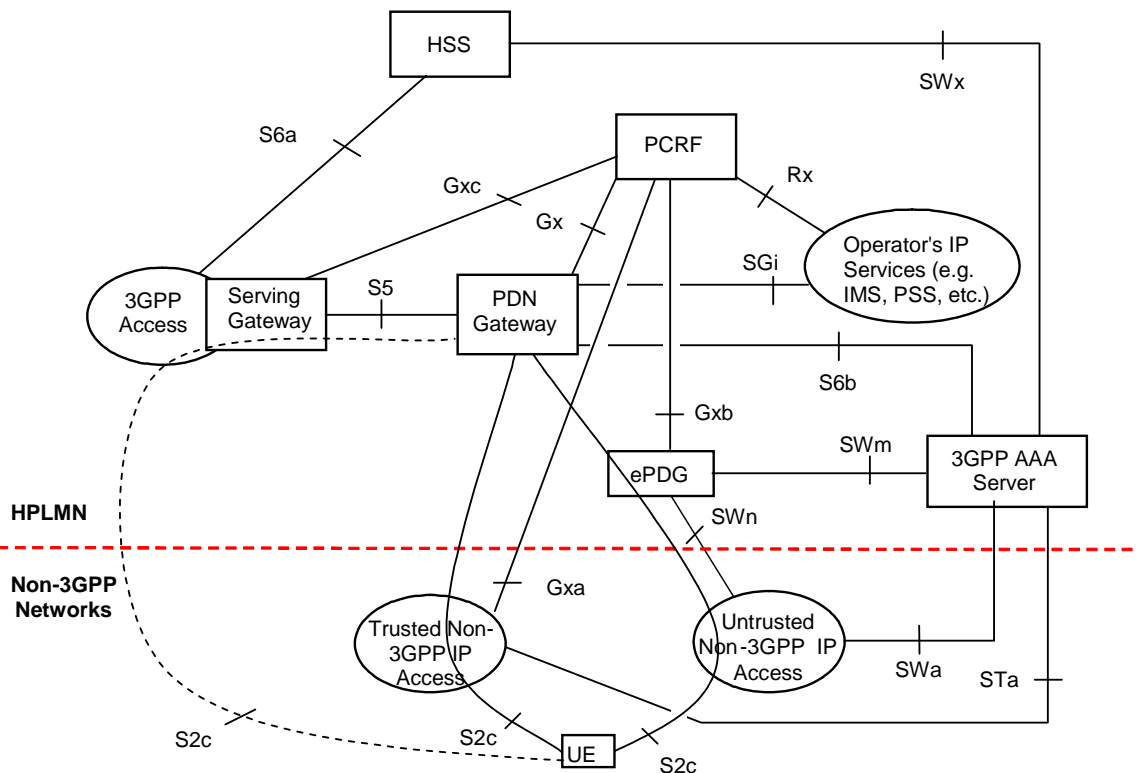 HSS
SWx
S6a
PCRF
Rx
Gxc
Gx
Operator's IP
Services (e.g.
IMS, PSS, etc.)
SGi
3GPP
Access
Serving
Gateway
S5
PDN
Gateway
S6b
Gxb
SWm
ePDG
3GPP AAA
Server
HPLMN
SWn
Non-3GPP
Networks
Gxa
Trusted Non-
3GPP IP
Access
Untrusted
Non-3GPP IP
Access
SWa
STa
S2c
S2c
UE
S2c